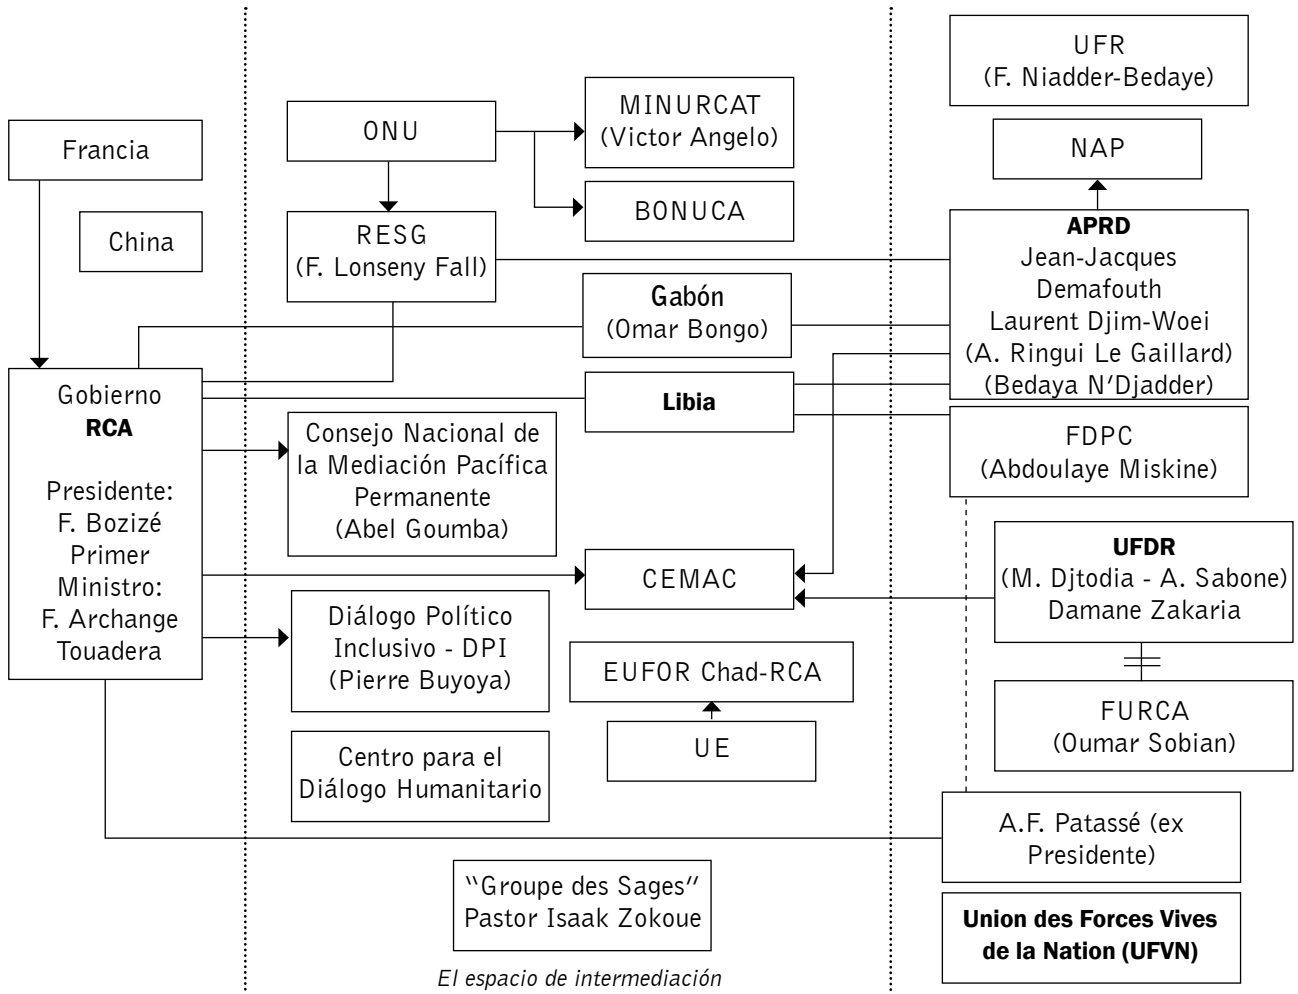 Francia
China
Gobierno
RCA
Presidente:
F. Bozizé
Primer
Ministro:
F. Archange
Touadera
ONU
RESG
(F. Lonseny Fall)
MINURCAT
(Victor Angelo)
BONUCA
Gabón
(Omar Bongo)
Libia
Consejo Nacional de
la Mediación Pacífica
Permanente
(Abel Goumba)
CEMAC
Diálogo Político
Inclusivo - DPI
(Pierre Buyoya)
EUFOR Chad-RCA
UE
Centro para el
Diálogo Humanitario
"Groupe des Sages"
Pastor Isaak Zokoue
El espacio de intermediación
UFR
(F. Niadder-Bedaye)
NAP
APRD
Jean-Jacques
Demafouth
Laurent Djim-Woei
(A. Ringui Le Gaillard)
(Bedaya N'Djadder)
FDPC
(Abdoulaye Miskine)
UFDR
(M. Djtodia - A. Sabone)
Damane Zakaria
FURCA
(Oumar Sobian)
A.F. Patassé (ex
Presidente)
Union des Forces Vives
de la Nation (UFVN)